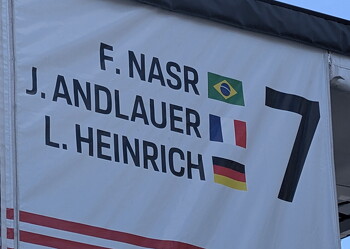 F. NASR
J. ANDLAUER
L. HEINRICH
7